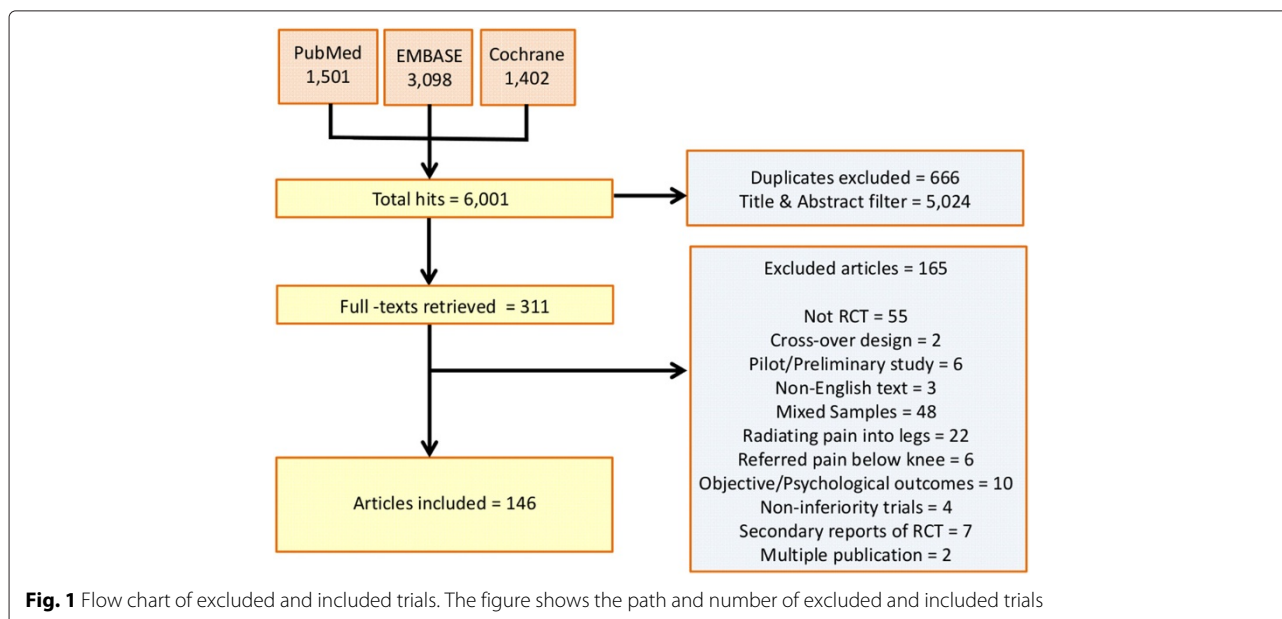 PubMed
1,501
EMBASE
3,098
Cochrane
1,402
Total hits = 6,001
Duplicates excluded = 666
Title & Abstract filter = 5,024
Full -texts retrieved  = 311
Excluded articles = 165
Not RCT = 55
Cross-over design = 2
Pilot/Preliminary study = 6
Non-English text = 3
Mixed Samples = 48
Radiating pain into legs = 22
Referred pain below knee = 6
Objective/Psychological outcomes = 10
Non-inferiority trials = 4
Secondary reports of RCT = 7
Multiple publication = 2
Articles included = 146
Fig. 1 Flow chart of excluded and included trials. The figure shows the path and number of excluded and included trials